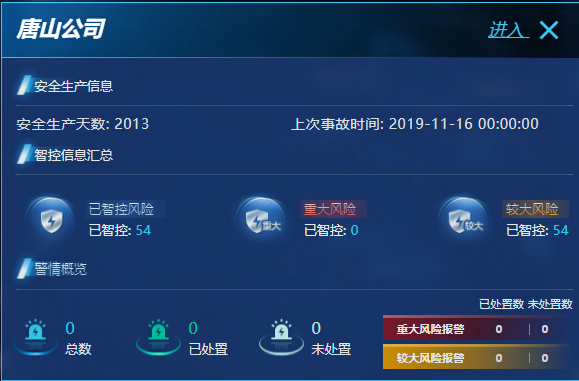 唐山公司
进入
安全生产信息
安全生产天数: 2013 上次事故时间: 2019-11-16 00:00:00
智控信息汇总
已智控风险 重大风险 较大风险
重大 较大
已智控: 54 已智控: 0 已智控: 54
警情概览
已处置数 未处置数
0 0 0
总数 已处置 未处置
重大风险报警 0 | 0
较大风险报警 0 | 0